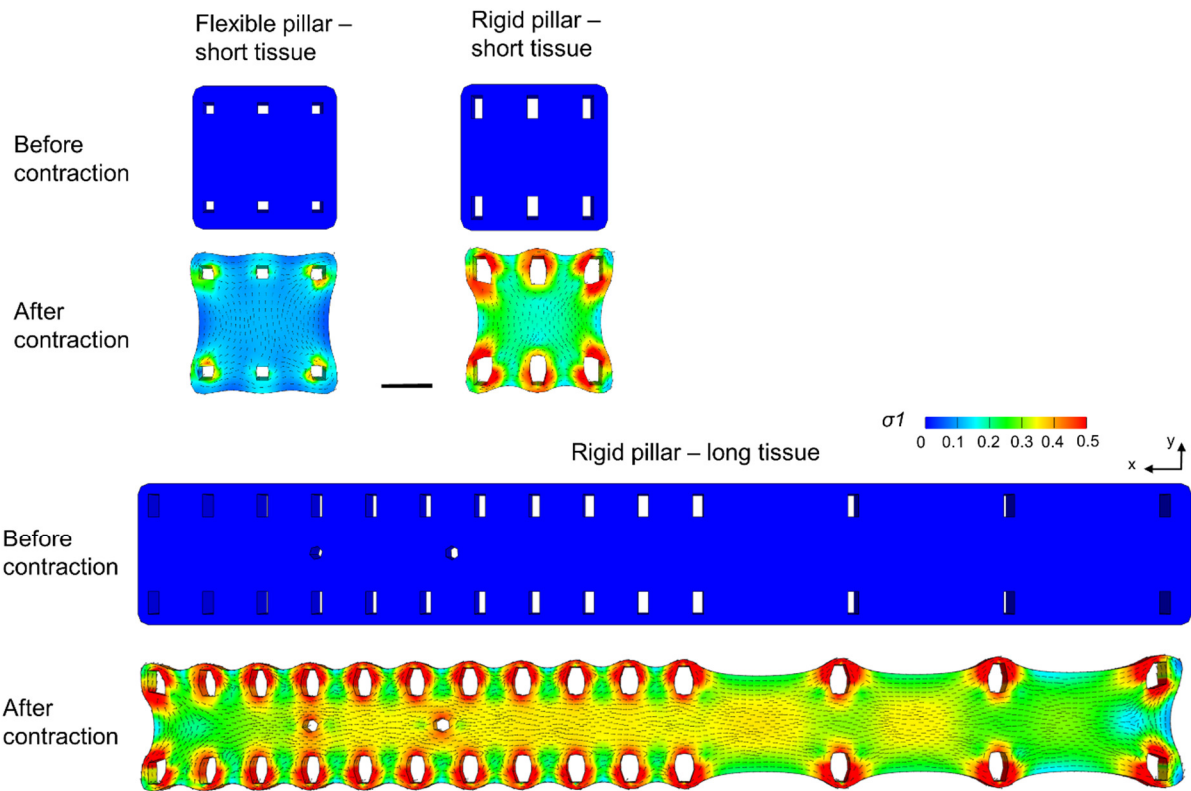 Flexible pillar –
short tissue
Rigid pillar –
short tissue
Before
contraction
After
contraction
σ1
0 0.1 0.2 0.3 0.4 0.5
y
x
Rigid pillar – long tissue
Before
contraction
After
contraction